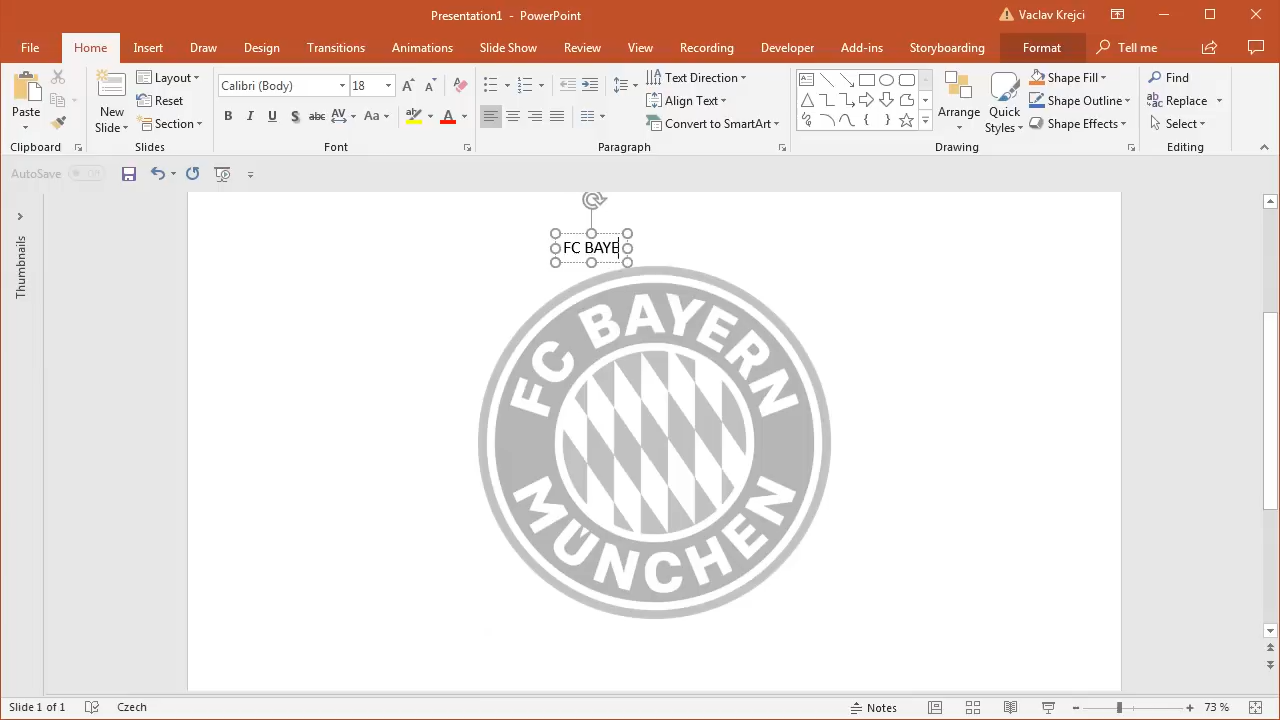 Presentation1 - PowerPoint
Vaclav Krejci
File Home Insert Draw Design Transitions Animations Slide Show Review View Recording Developer Add-ins Storyboarding Format Tell me
Paste
Clipboard
New Slide
Layout
Reset
Section
Slides
Calibri (Body) 18
B I U S abc AV Aa A
Font
Text Direction
Align Text
Convert to SmartArt
Paragraph
Arrange
Quick Styles
Shape Fill
Shape Outline
Shape Effects
Drawing
Find
Replace
Select
Editing
AutoSave Off
Thumbnails
FC BAYE
FC BAYERN
MÜNCHEN
Slide 1 of 1 Czech Notes 73 %